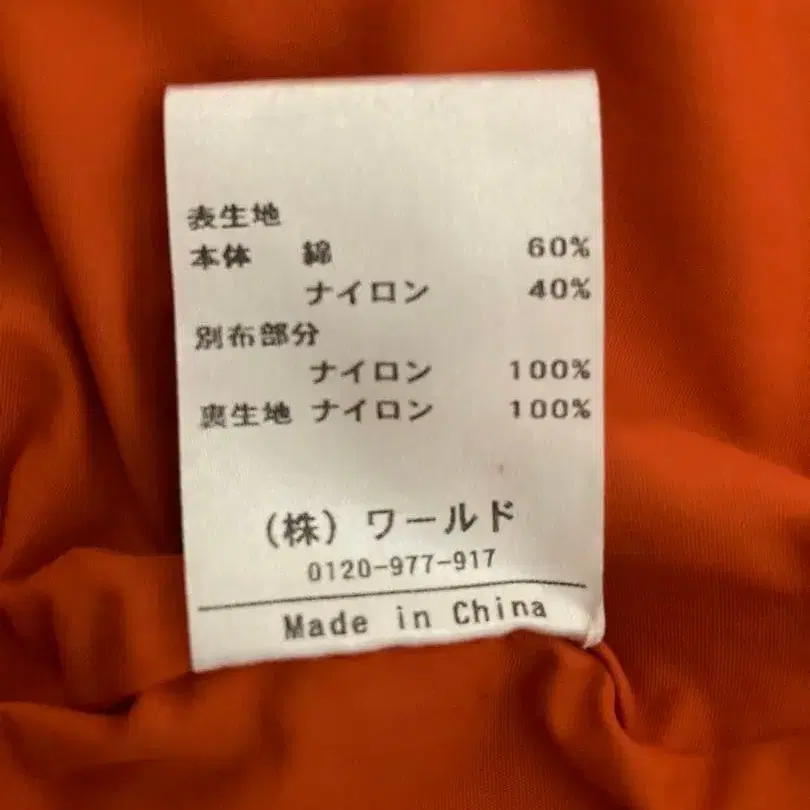 表生地
本体 綿 60%
ナイロン 40%
別布部分
ナイロン 100%
裏生地 ナイロン 100%
(株) ワールド
0120-977-917
Made in China